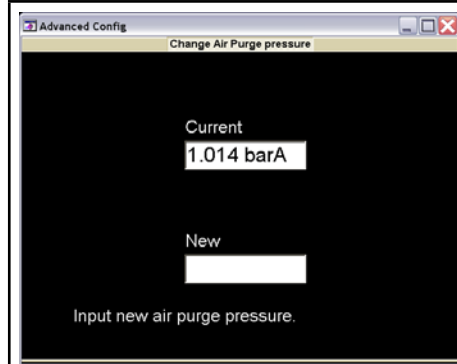 Advanced Config
Change Air Purge pressure
Current
1.014 barA
New
Input new air purge pressure.